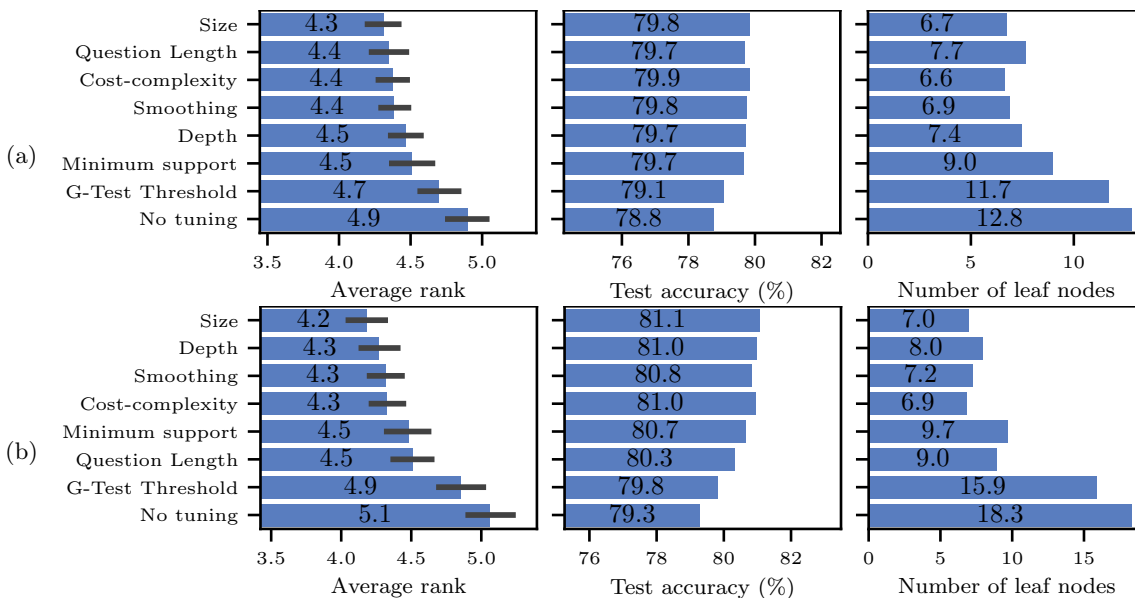 Size 4.3 79.8 6.7
Question Length 4.4 79.7 7.7
Cost-complexity 4.4 79.9 6.6
Smoothing 4.4 79.8 6.9
Depth 4.5 79.7 7.4
(a)
Minimum support 4.5 79.7 9.0
G-Test Threshold 4.7 79.1 11.7
No tuning 4.9 78.8 12.8
3.5 4.0 4.5 5.0 76 78 80 82 0 5 10
Average rank Test accuracy (%) Number of leaf nodes
Size 4.2 81.1 7.0
Depth 4.3 81.0 8.0
Smoothing 4.3 80.8 7.2
Cost-complexity 4.3 81.0 6.9
Minimum support 4.5 80.7 9.7
(b)
Question Length 4.5 80.3 9.0
G-Test Threshold 4.9 79.8 15.9
No tuning 5.1 79.3 18.3
3.5 4.0 4.5 5.0 76 78 80 82 0 5 10 15
Average rank Test accuracy (%) Number of leaf nodes